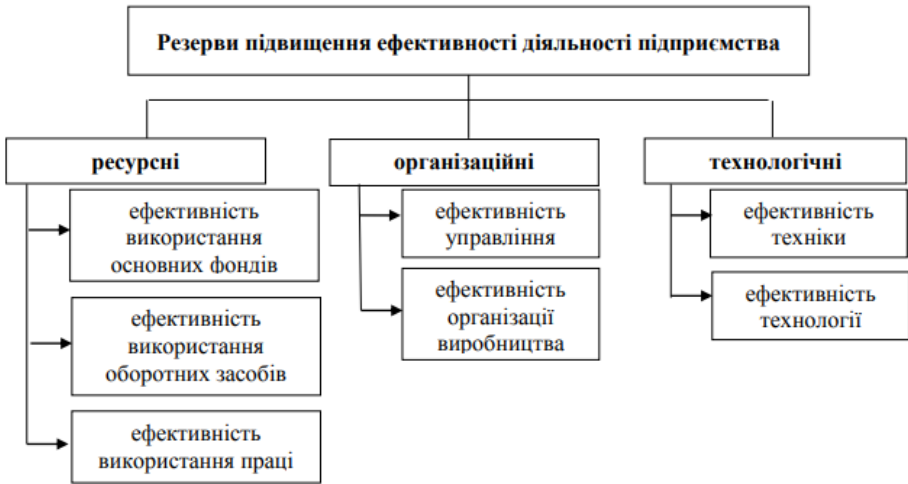 Резерви підвищення ефективності діяльності підприємства
ресурсні
ефективність
використання
основних фондів
ефективність
використання
оборотних засобів
ефективність
використання праці
організаційні
ефективність
управління
ефективність
організації
виробництва
технологічні
ефективність
техніки
ефективність
технології